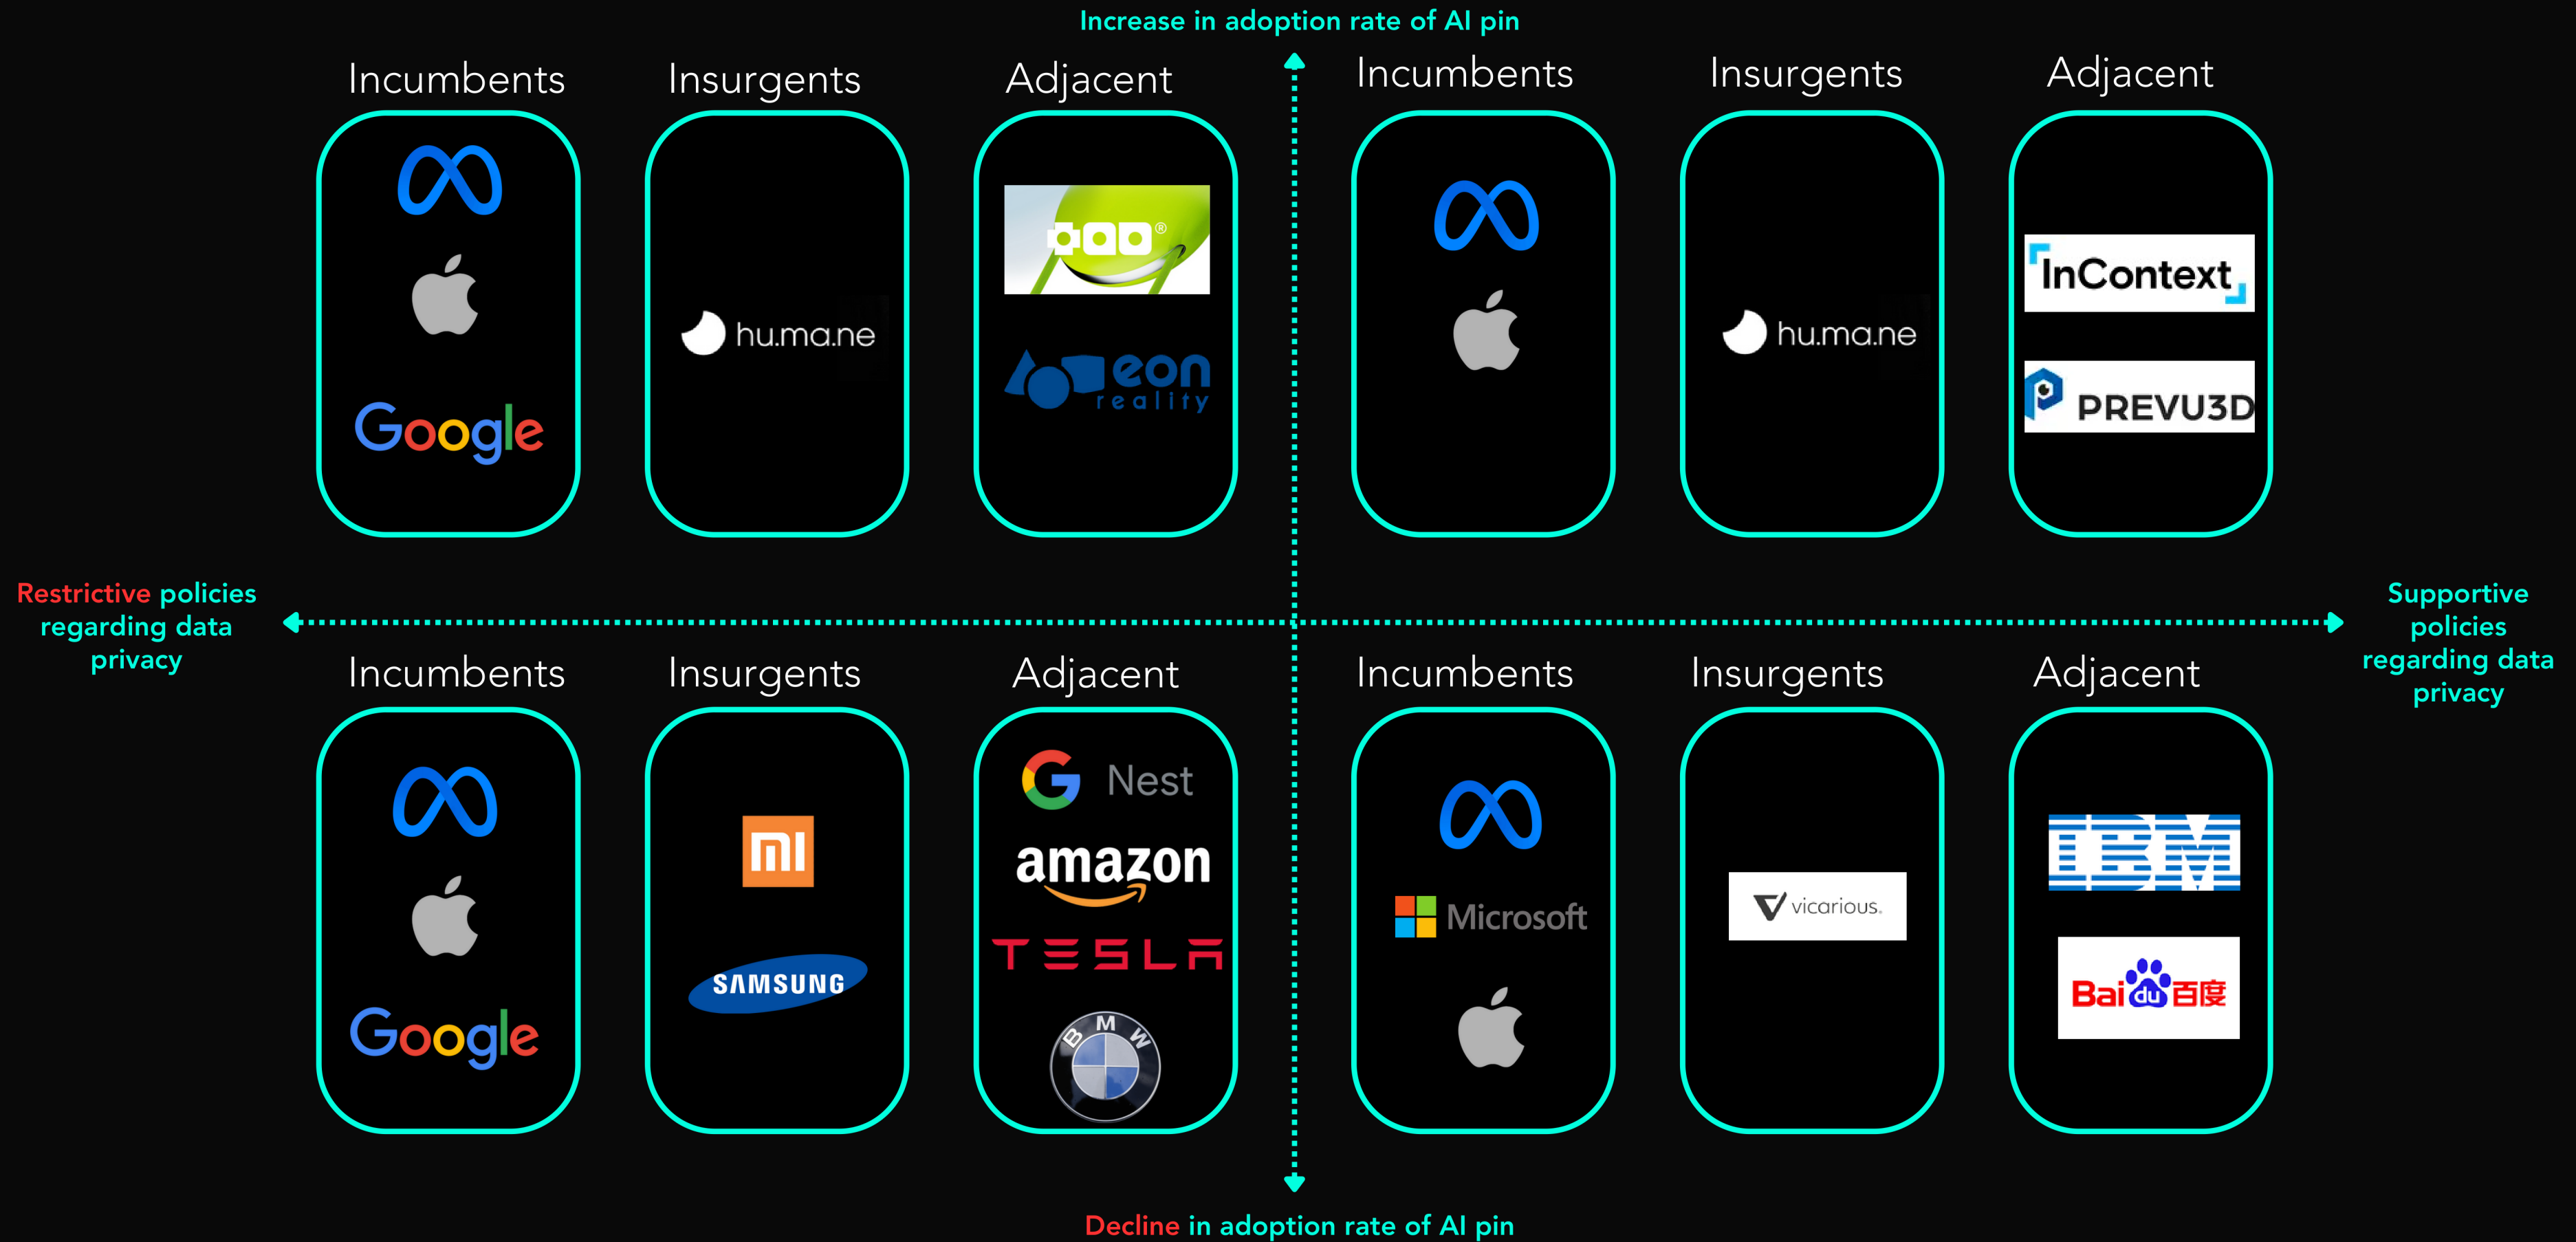 Increase in adoption rate of AI pin
Incumbents
Insurgents
Adjacent
Incumbents
Insurgents
Adjacent
Google
hu.ma.ne
®
eon
reality
hu.ma.ne
InContext
PREVU3D
Restrictive policies
regarding data
privacy
Supportive
policies
regarding data
privacy
Incumbents
Insurgents
Adjacent
Incumbents
Insurgents
Adjacent
Google
mi
SAMSUNG
G Nest
amazon
TESLA
BMW
Microsoft
vicarious.
IBM
Bai du 百度
Decline in adoption rate of AI pin